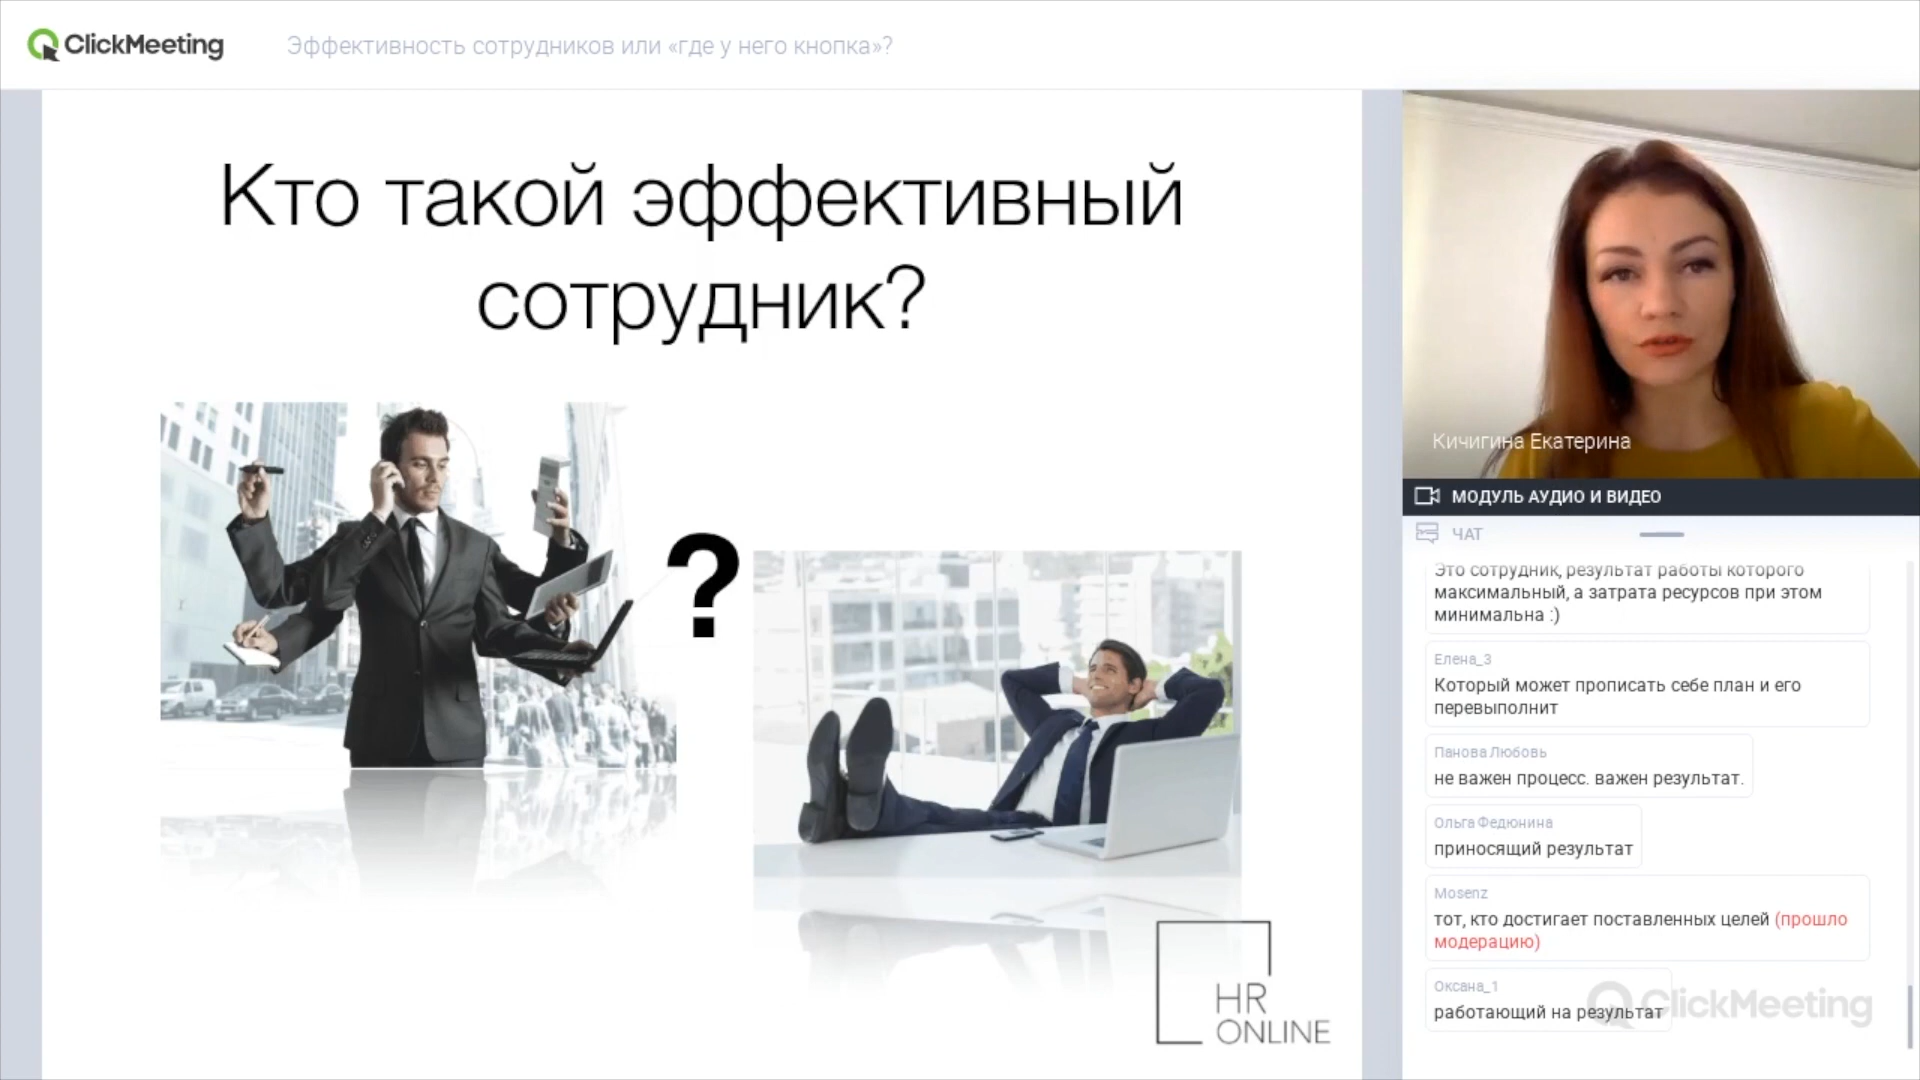 ClickMeeting
Эффективность сотрудников или «где у него кнопка»?
Кто такой эффективный
сотрудник?
?
HR
ONLINE
Кичигина Екатерина
МОДУЛЬ АУДИО И ВИДЕО
ЧАТ
Это сотрудник, результат работы которого
максимальный, а затрата ресурсов при этом
минимальна :)
Елена_3
Который может прописать себе план и его
перевыполнит
Панова Любовь
не важен процесс. важен результат.
Ольга Федюнина
приносящий результат
Mosenz
тот, кто достигает поставленных целей (прошло
модерацию)
Оксана_1
работающий на результат
ClickMeeting